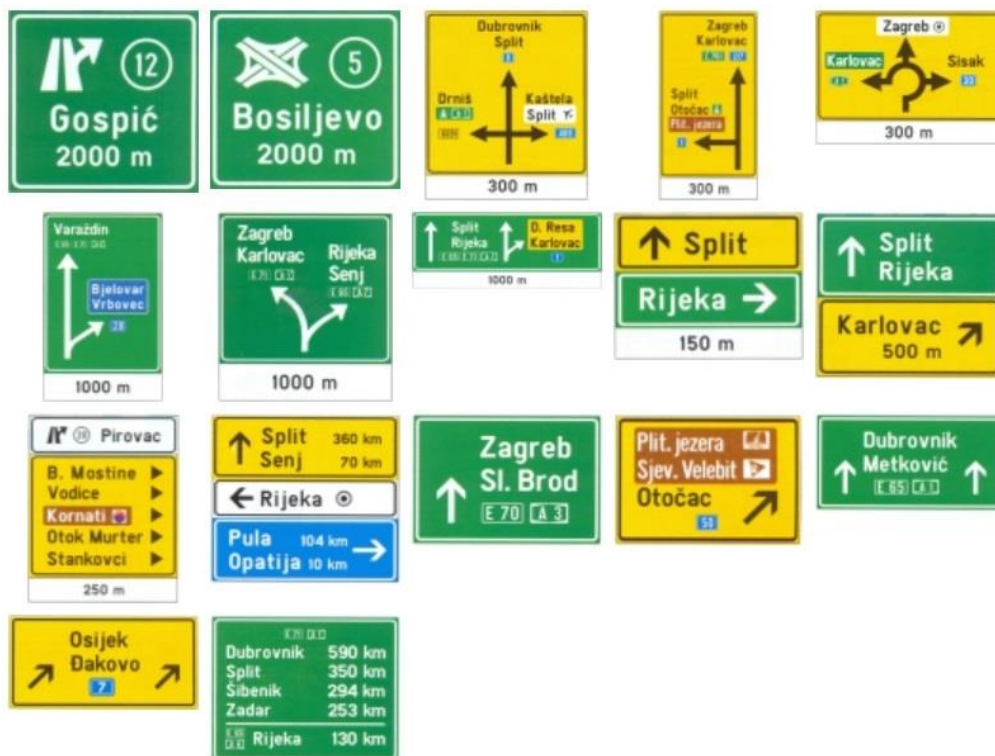 12
Gospić
2000 m
5
Bosiljevo
2000 m
Dubrovnik
Split
Drniš
Kaštela
Split
300 m
Zagreb
Karlovac
Split
Otočac
Plit. jezera
300 m
Zagreb
Karlovac
Sisak
300 m
Varaždin
Bjelovar
Vrbovec
28
1000 m
Zagreb
Karlovac
E 71
Rijeka
Senj
E 65
1000 m
Split
Rijeka
D. Resa
Karlovac
1
1000 m
Split
Rijeka
150 m
Split
Rijeka
Karlovac
500 m
Pirovac
B. Mostine
Vodice
Kornati
Otok Murter
Stankovci
250 m
Split 360 km
Senj 70 km
Rijeka
Pula 104 km
Opatija 10 km
Zagreb
Sl. Brod
E 70 A 3
Plit. jezera
Sjev. Velebit
Otočac
50
Dubrovnik
Metković
E 65 A 1
Osijek
Đakovo
7
Dubrovnik 590 km
Split 350 km
Šibenik 294 km
Zadar 253 km
Rijeka 130 km